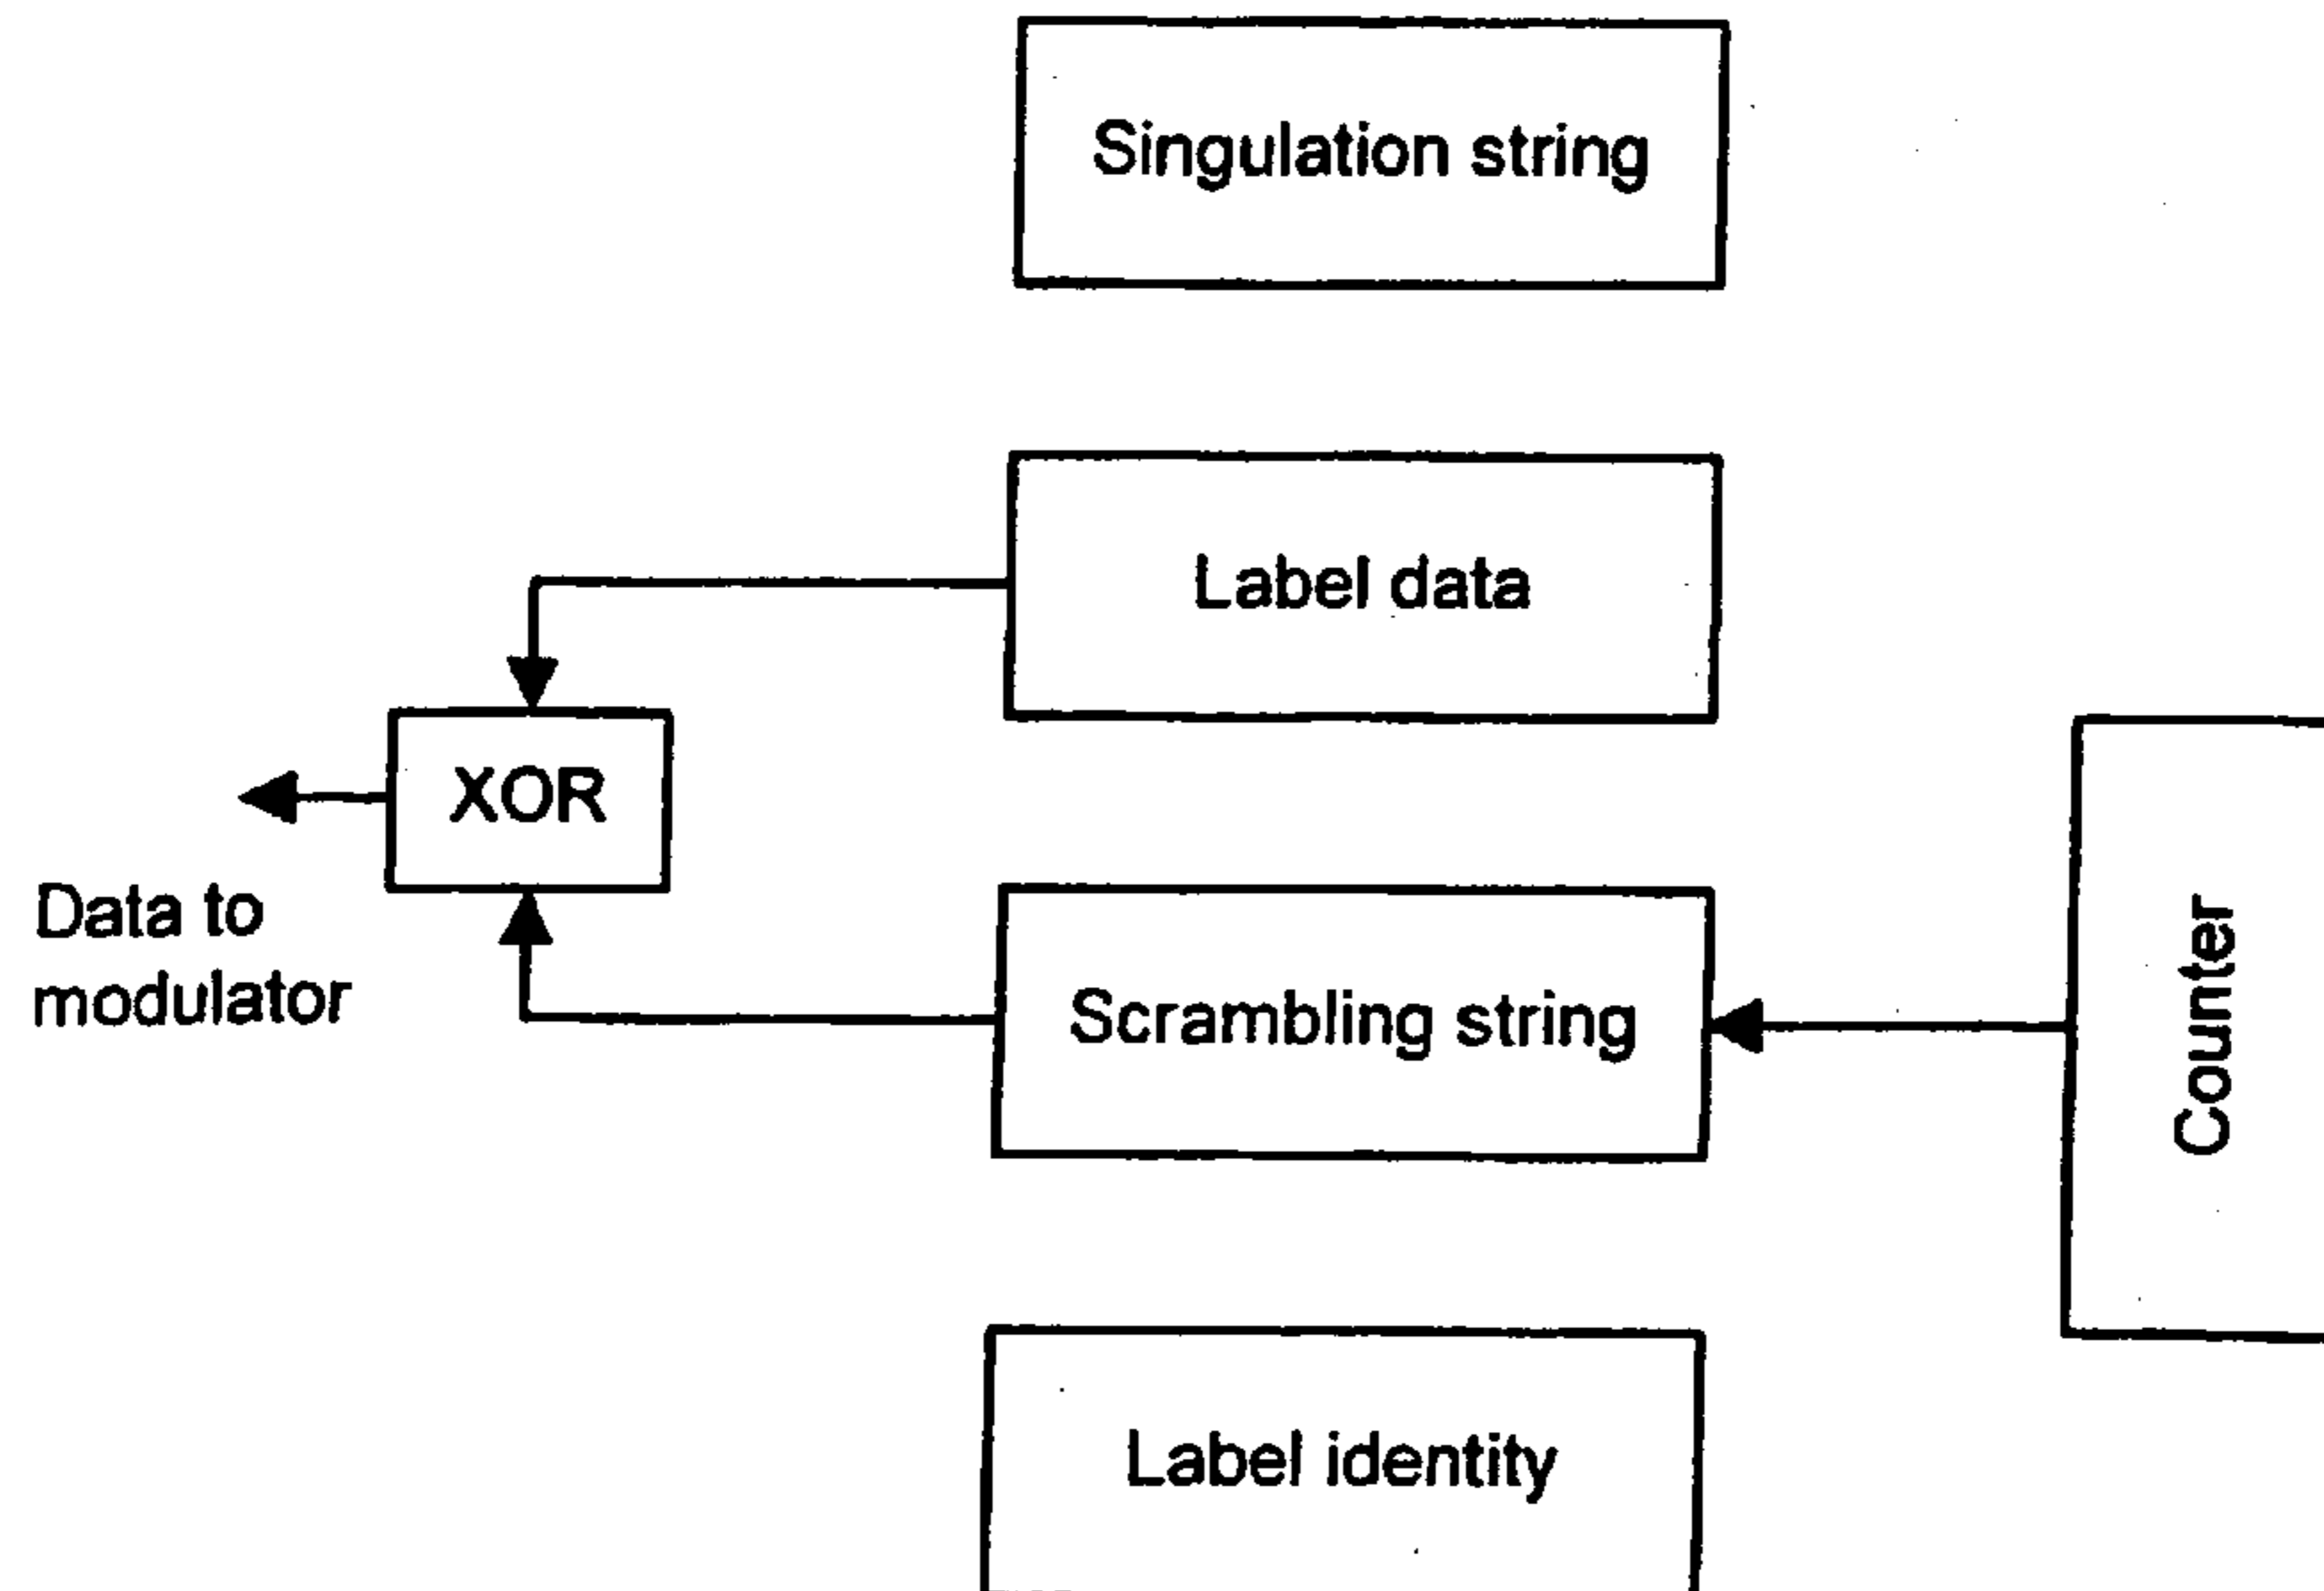 Singulation string
Label data
XOR
Data to
modulator
Scrambling string
Counter
Label identity